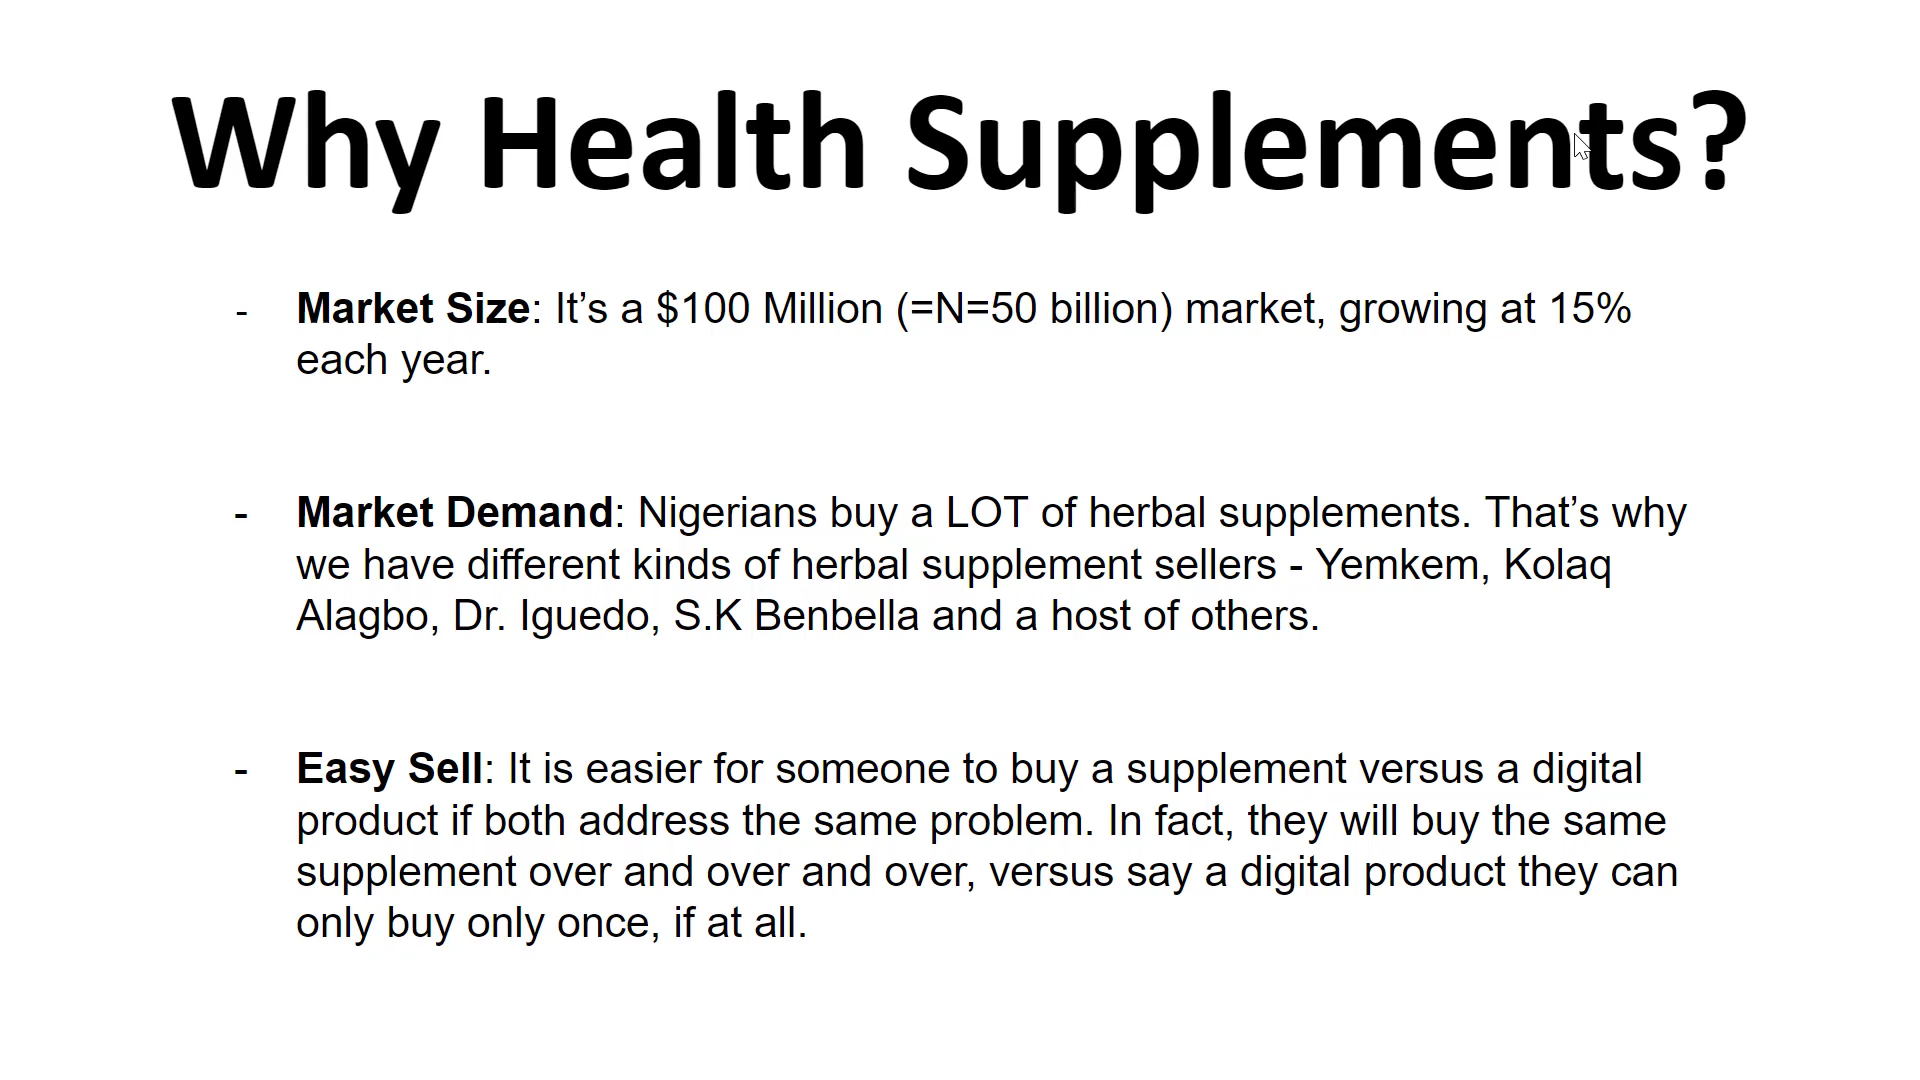 Why Health Supplements?
- Market Size: It’s a $100 Million (=N=50 billion) market, growing at 15%
each year.
- Market Demand: Nigerians buy a LOT of herbal supplements. That’s why
we have different kinds of herbal supplement sellers - Yemkem, Kolaq
Alagbo, Dr. Iguedo, S.K Benbella and a host of others.
- Easy Sell: It is easier for someone to buy a supplement versus a digital
product if both address the same problem. In fact, they will buy the same
supplement over and over and over, versus say a digital product they can
only buy only once, if at all.